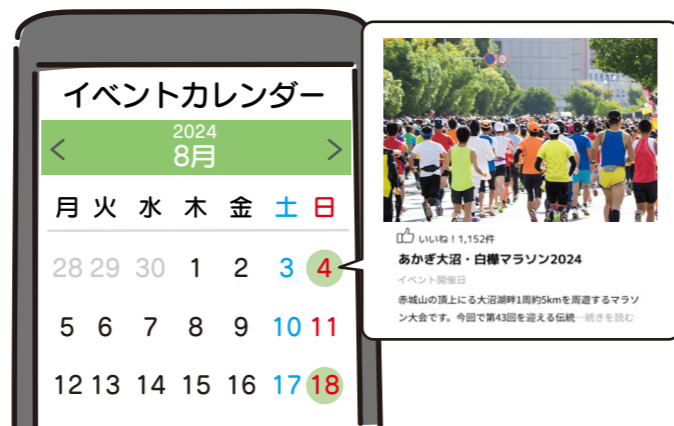 イベントカレンダー
2024
< 8月 >
月 火 水 木 金 土 日
28 29 30 1 2 3 4
5 6 7 8 9 10 11
12 13 14 15 16 17 18
いいね！1,152件
あかぎ大沼・白樺マラソン2024
イベント開催日
赤城山の頂上にる大沼湖畔1周約5kmを周遊するマラソ
ン大会です。今回で第43回を迎える伝統…続きを読む